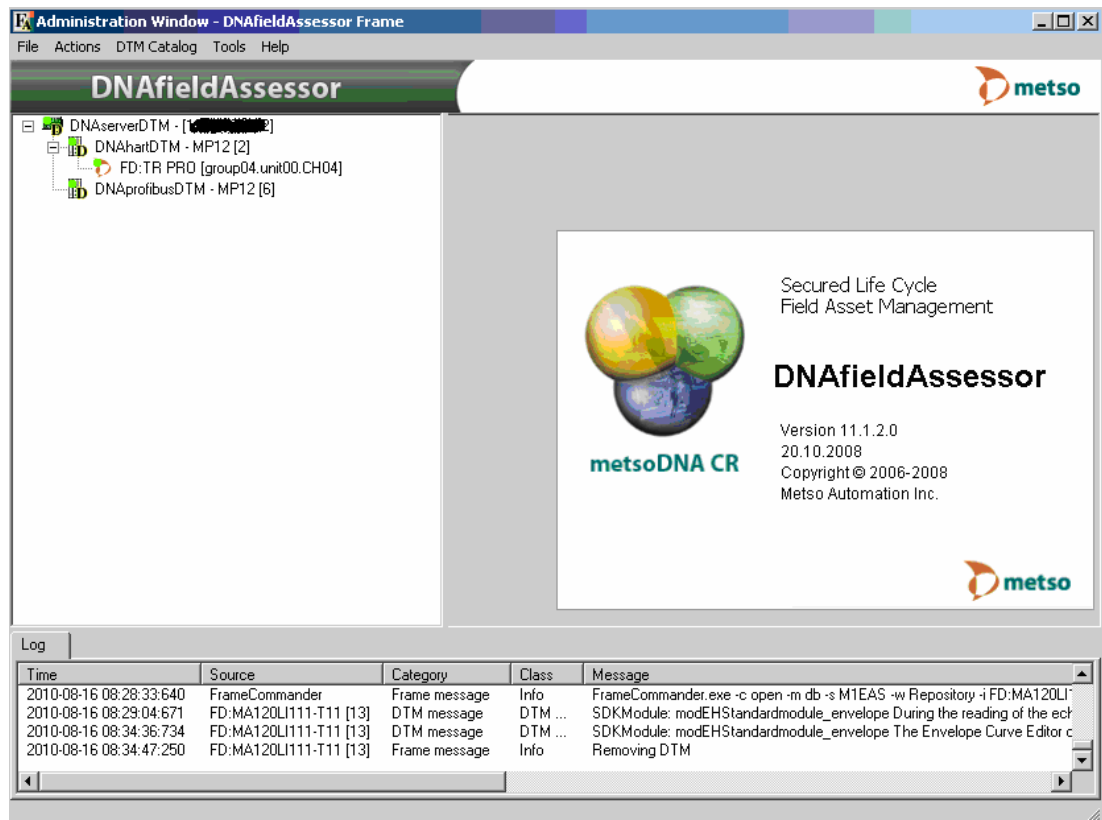 Administration Window - DNAfieldAssessor Frame
File Actions DTM Catalog Tools Help
DNAfieldAssessor
metso
DNAserverDTM - [1 2]
DNAhartDTM - MP12 [2]
FD:TR PRO [group04.unit00.CH04]
DNAprofibusDTM - MP12 [6]
Secured Life Cycle
Field Asset Management
DNAfieldAssessor
metsoDNA CR
Version 11.1.2.0
20.10.2008
Copyright © 2006-2008
Metso Automation Inc.
metso
Log
Time Source Category Class Message
2010-08-16 08:28:33:640 FrameCommander Frame message Info FrameCommander.exe -c open -m db -s M1EAS -w Repository -i FD:MA120LI1
2010-08-16 08:29:04:671 FD:MA120LI111-T11 [13] DTM message DTM ... SDKModule: modEHStandardmodule_envelope During the reading of the ech
2010-08-16 08:34:36:734 FD:MA120LI111-T11 [13] DTM message DTM ... SDKModule: modEHStandardmodule_envelope The Envelope Curve Editor c
2010-08-16 08:34:47:250 FD:MA120LI111-T11 [13] Frame message Info Removing DTM